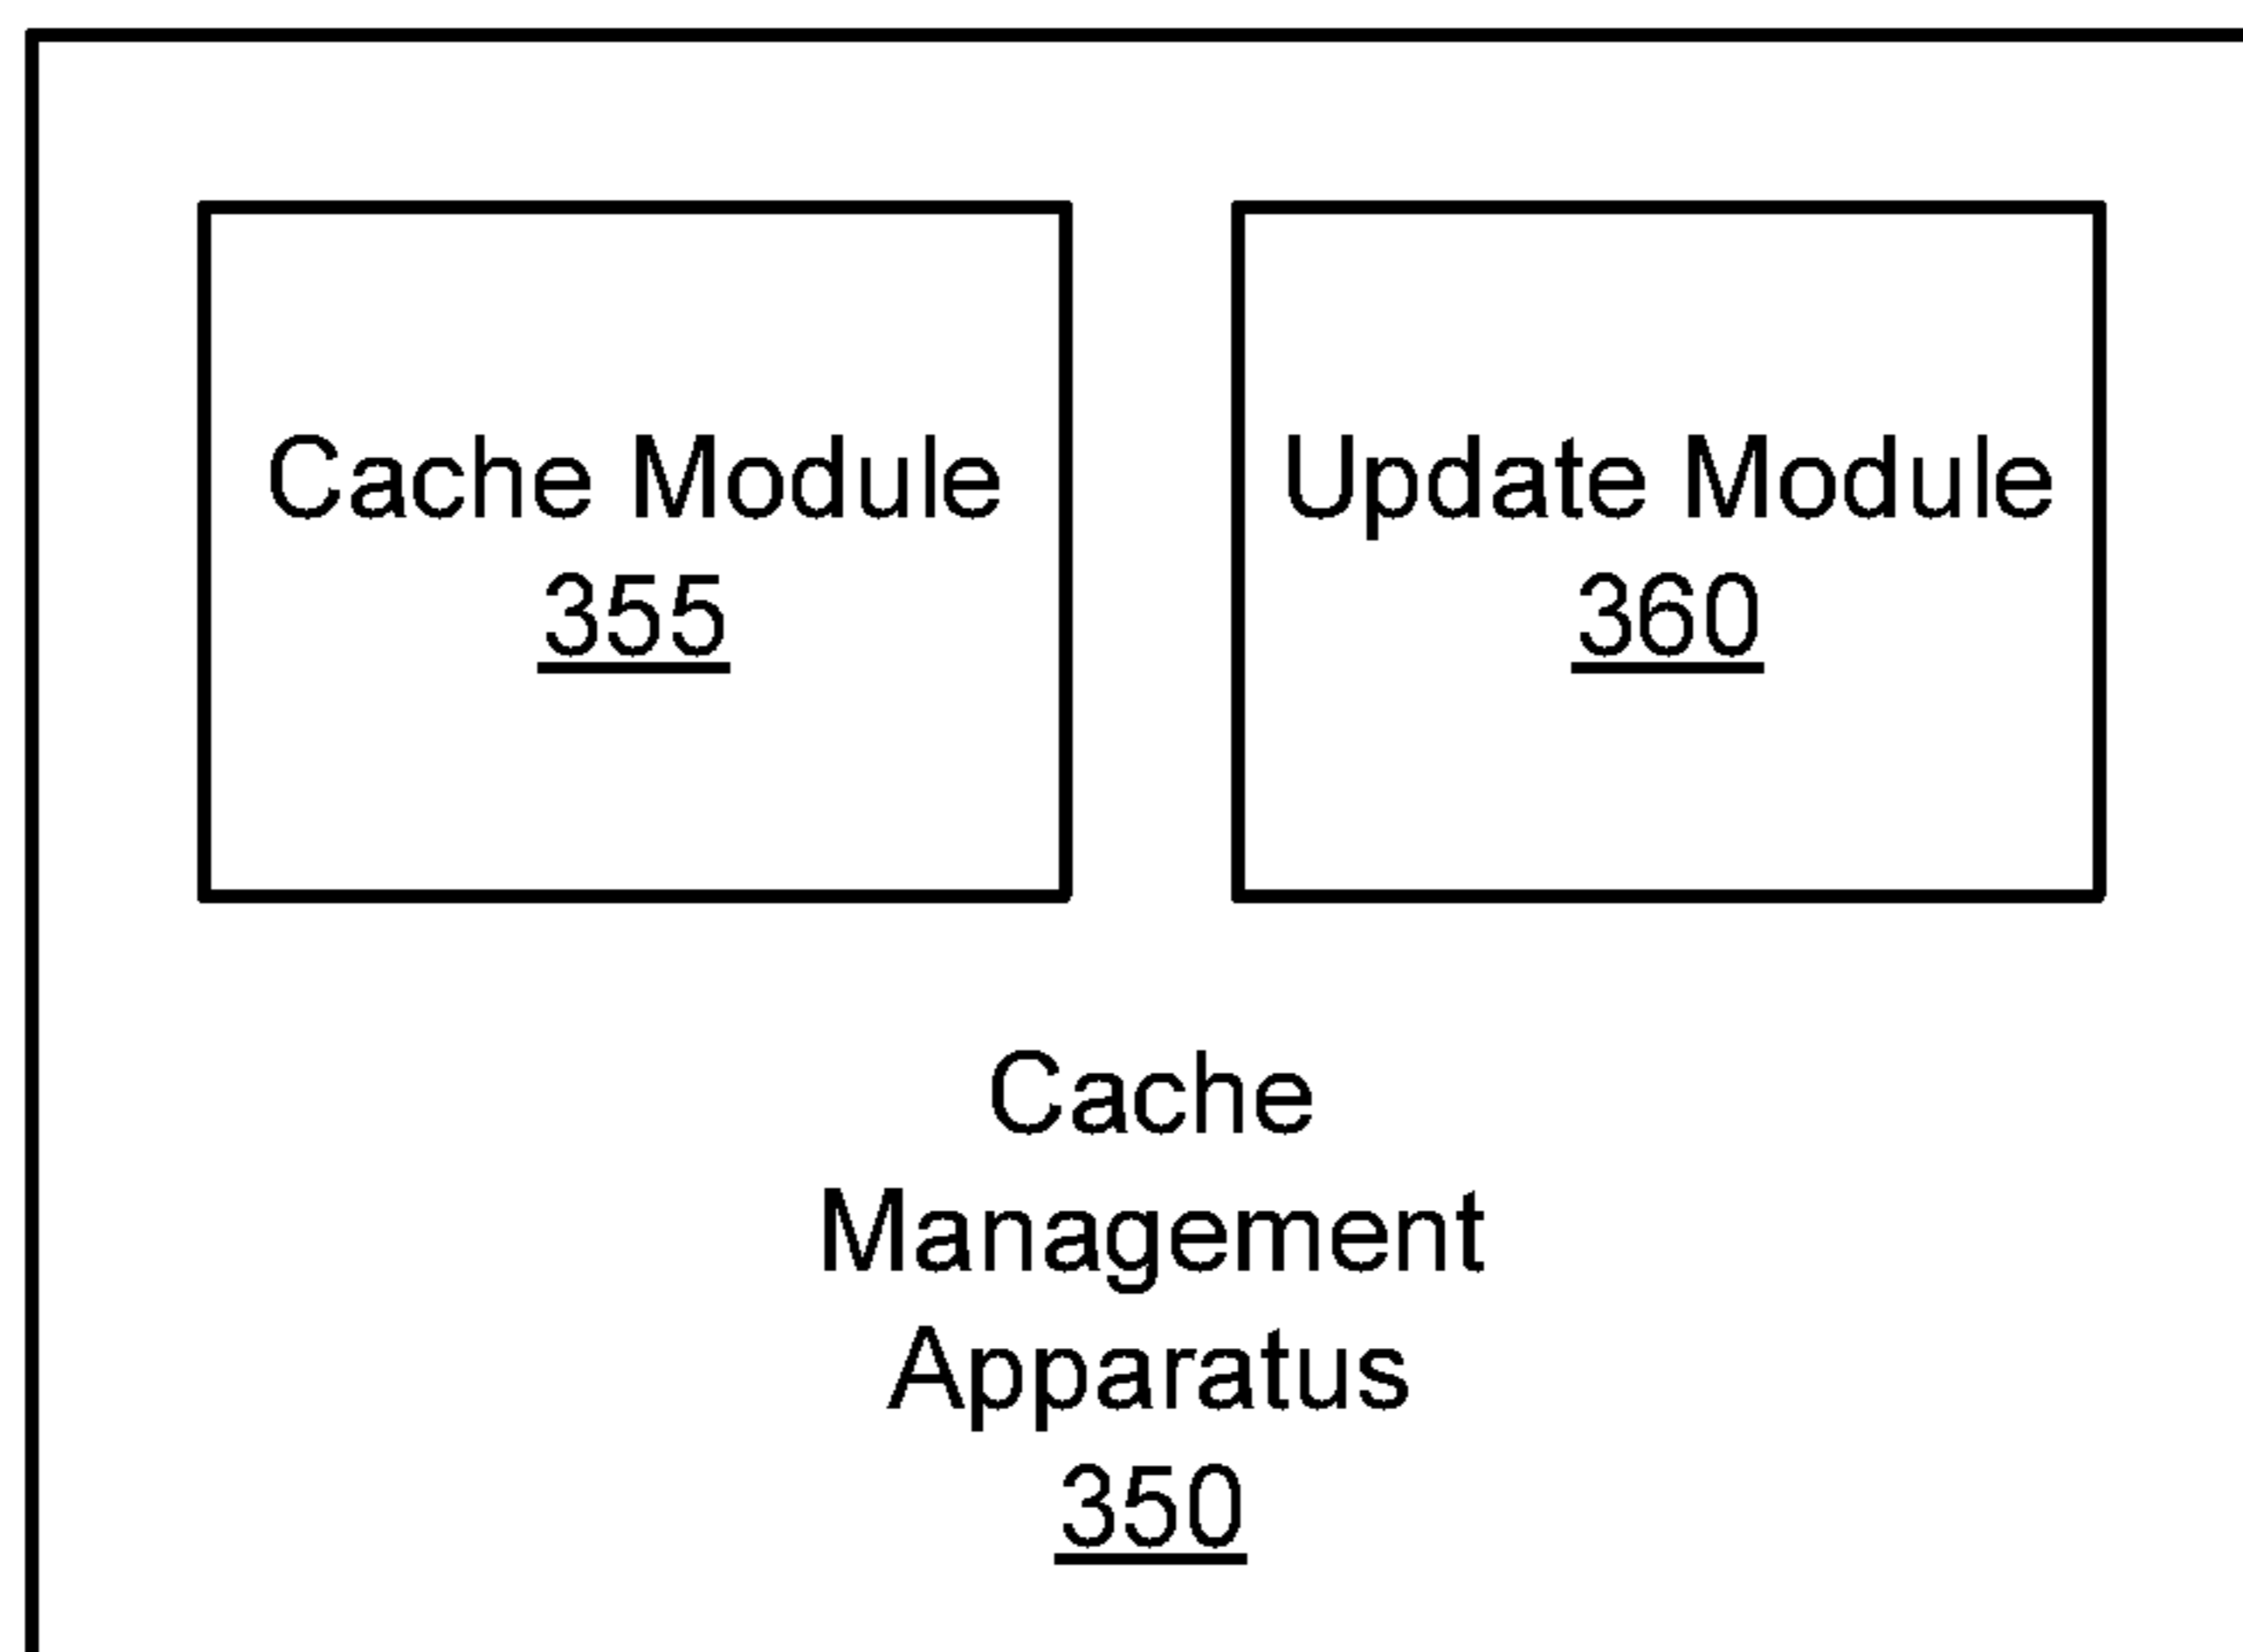 Cache Module
355
Update Module
360
Cache
Management
Apparatus
350